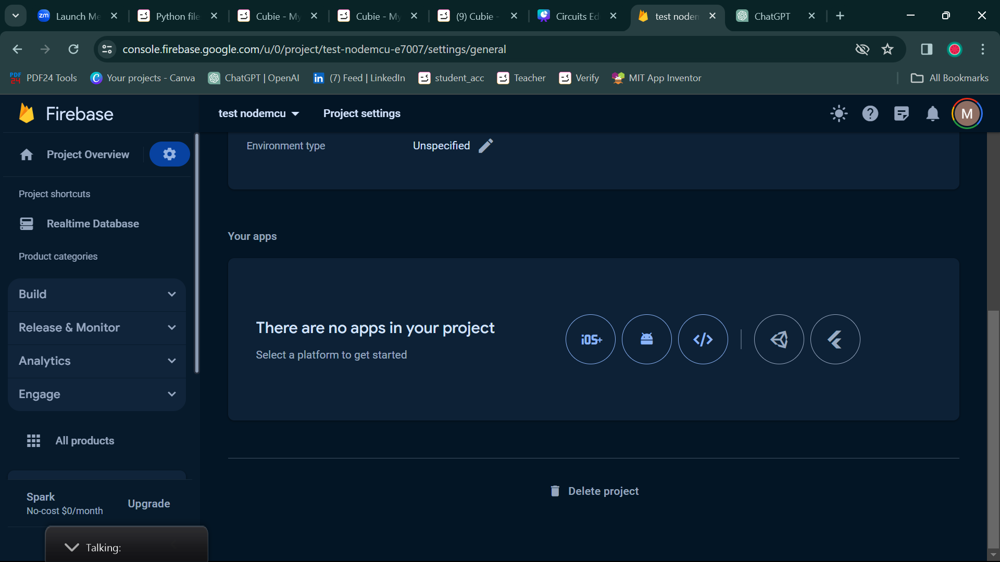 Launch Me
Python file
Cubie - My
Cubie - My
(9) Cubie -
Circuits Ed
test noden
ChatGPT
console.firebase.google.com/u/0/project/test-nodemcu-e7007/settings/general
PDF24 Tools
Your projects - Canva
ChatGPT | OpenAI
(7) Feed | LinkedIn
student_acc
Teacher
Verify
MIT App Inventor
All Bookmarks
Firebase
test nodemcu
Project settings
M
Project Overview
Environment type
Unspecified
Project shortcuts
Realtime Database
Your apps
Product categories
Build
Release & Monitor
There are no apps in your project
iOS+
</>
Select a platform to get started
Analytics
Engage
All products
Delete project
Spark
No-cost $0/month
Upgrade
Talking: